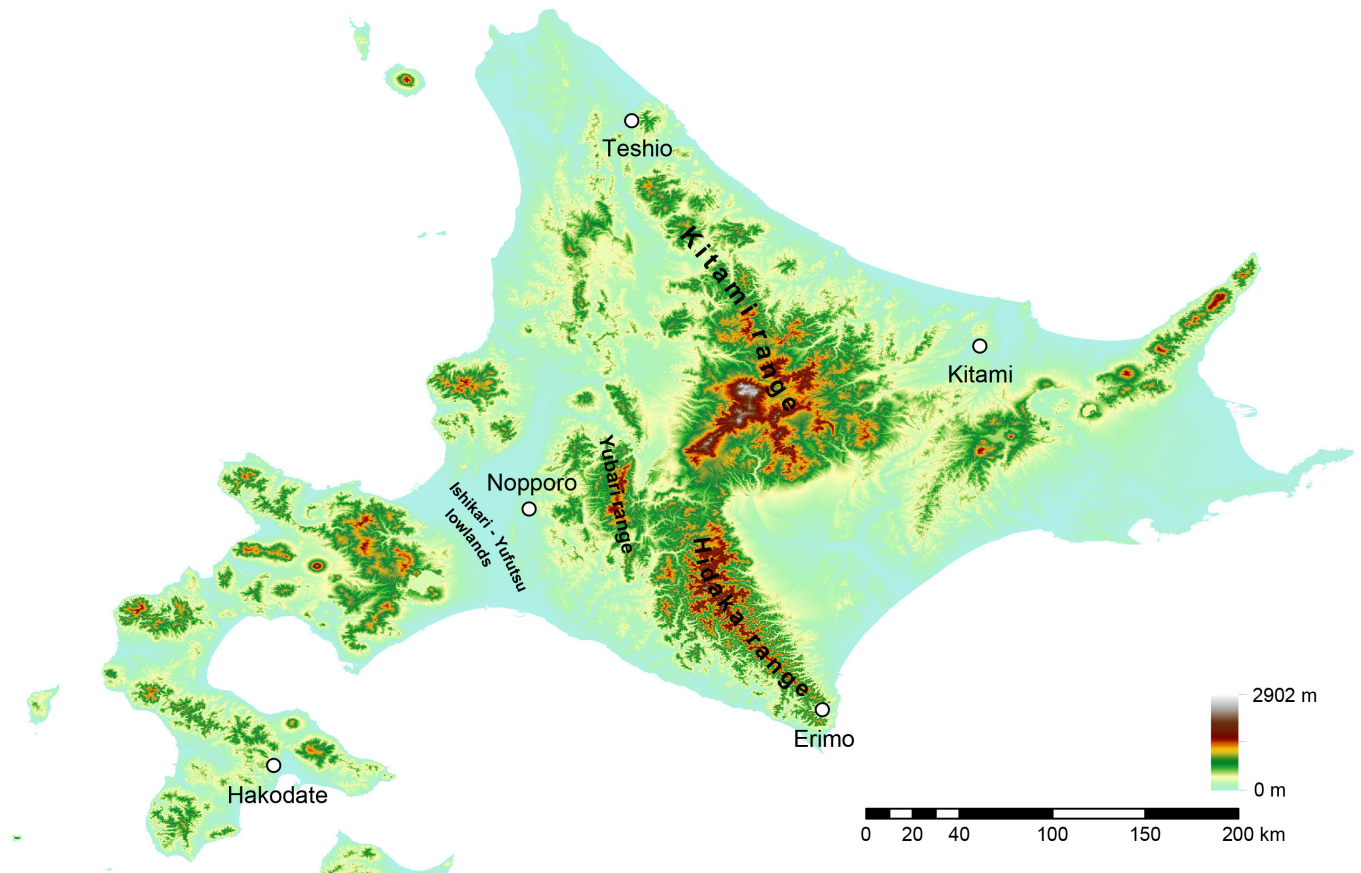 Teshio
Kitami range
Kitami
Yubari range
Nopporo
Ishikari - Yufutsu
lowlands
Hidaka range
2902 m
Erimo
0 m
Hakodate
0 20 40 100 150 200 km